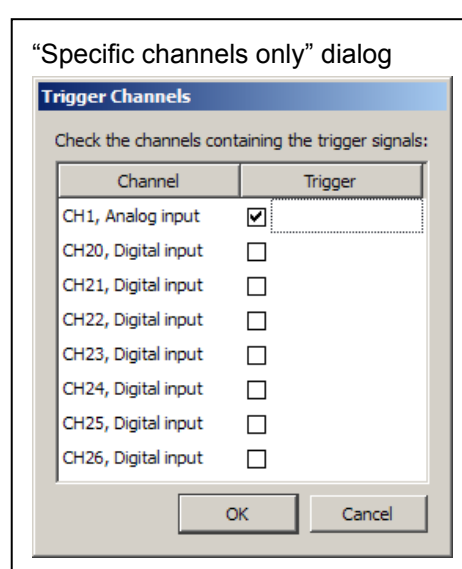 “Specific channels only” dialog
Trigger Channels
Check the channels containing the trigger signals:
Channel Trigger
CH1, Analog input
CH20, Digital input
CH21, Digital input
CH22, Digital input
CH23, Digital input
CH24, Digital input
CH25, Digital input
CH26, Digital input
OK Cancel